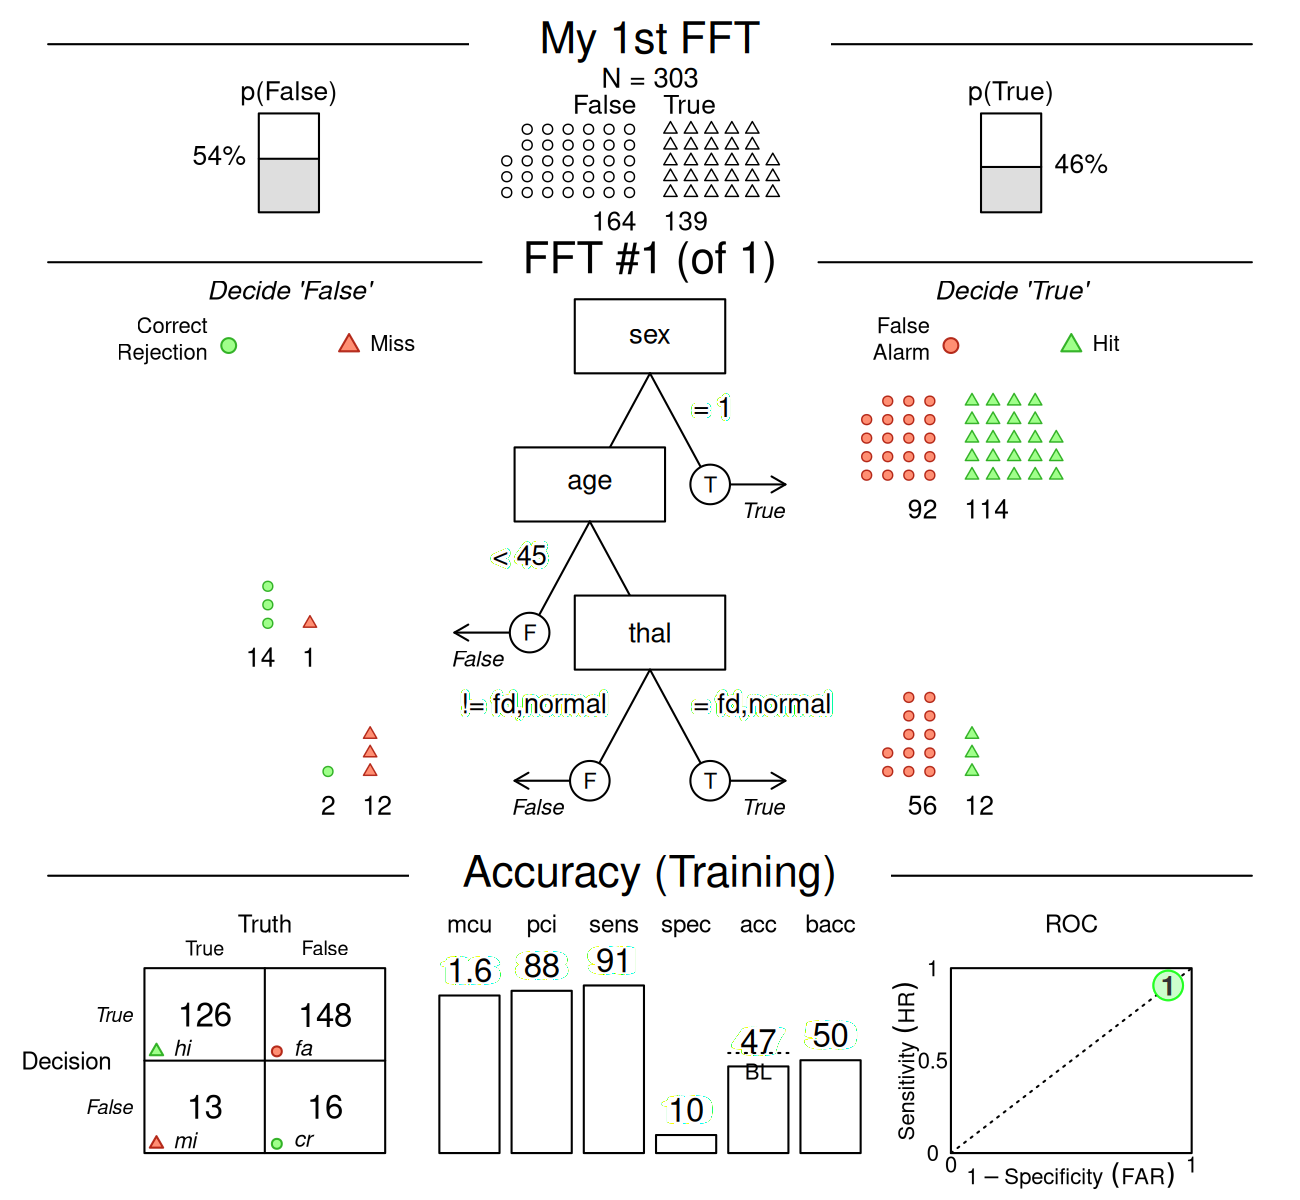 My 1st FFT
N = 303
p(False)
False True
p(True)
54%
46%
164 139
FFT #1 (of 1)
Decide 'False'
Decide 'True'
Correct
Rejection
Miss
sex
False
Alarm
Hit
= 1
age
T
True
92 114
< 45
F
False
thal
14 1
!= fd,normal
= fd,normal
F
False
T
True
2 12
56 12
Accuracy (Training)
Truth
True False
Decision
True
126
hi
148
fa
False
13
mi
16
cr
mcu pci sens spec acc bacc
1.6 88 91 10 47 50
BL
ROC
1
1
Sensitivity (HR)
0.5
0
0 1
1 – Specificity (FAR)